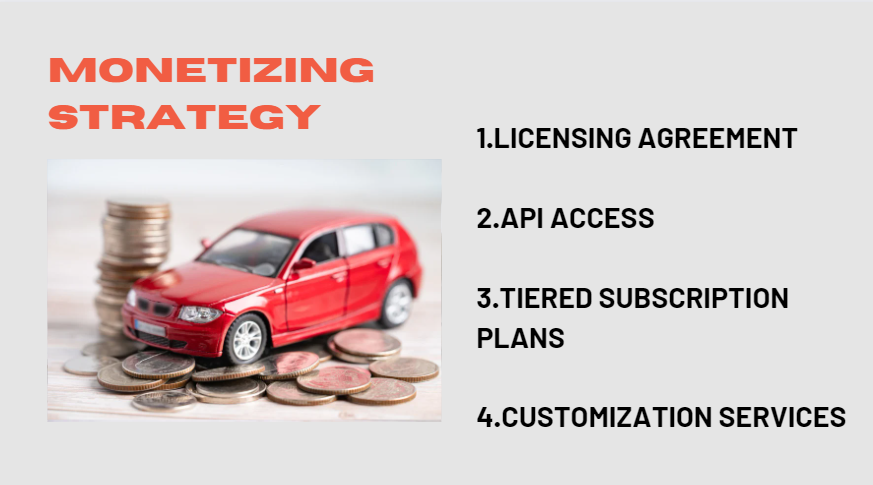 MONETIZING
STRATEGY
1.LICENSING AGREEMENT
2.API ACCESS
3.TIERED SUBSCRIPTION
PLANS
4.CUSTOMIZATION SERVICES